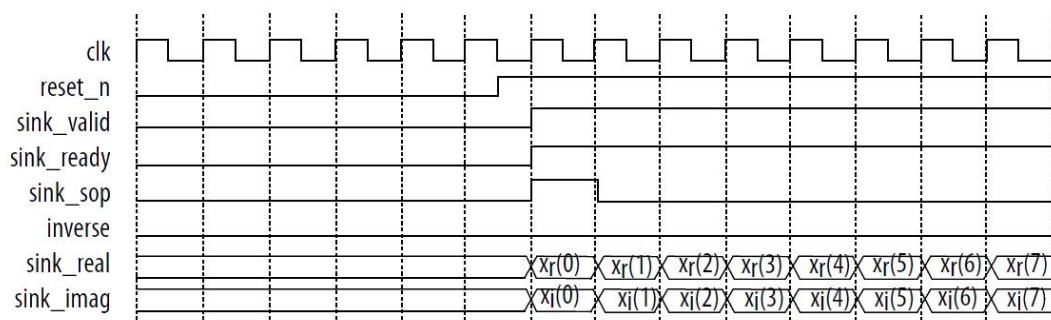 clk
reset_n
sink_valid
sink_ready
sink_sop
inverse
sink_real xr(0) xr(1) xr(2) xr(3) xr(4) xr(5) xr(6) xr(7)
sink_imag xi(0) xi(1) xi(2) xi(3) xi(4) xi(5) xi(6) xi(7)